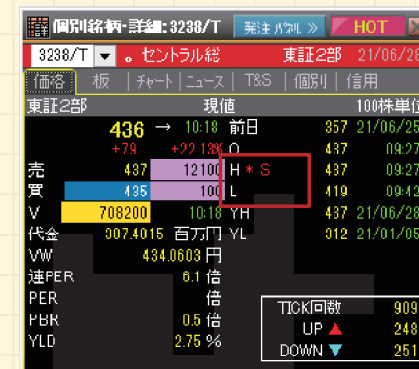 個別銘柄-詳細:3238/T 発注パネル≫ HOT
3238/T ▼ 。セントラル総 東証2部 21/06/28
価格 板 チャート ニュース T&S 個別 信用
東証2部 現値 100株単位
436 → 10:18 前日 357 21/06/25
+79 +22.13% O 437 09:27
売 437 12100 H * S 437 09:27
買 435 100 L 419 09:42
V 708200 10:18 YH 437 21/06/28
代金 307.4015 百万円 YL 312 21/01/05
VW 434.0603 円
連PER 6.1 倍
PER 倍 TICK回数 909
PBR 0.5 倍 UP ▲ 248
YLD 2.75 % DOWN ▼ 251